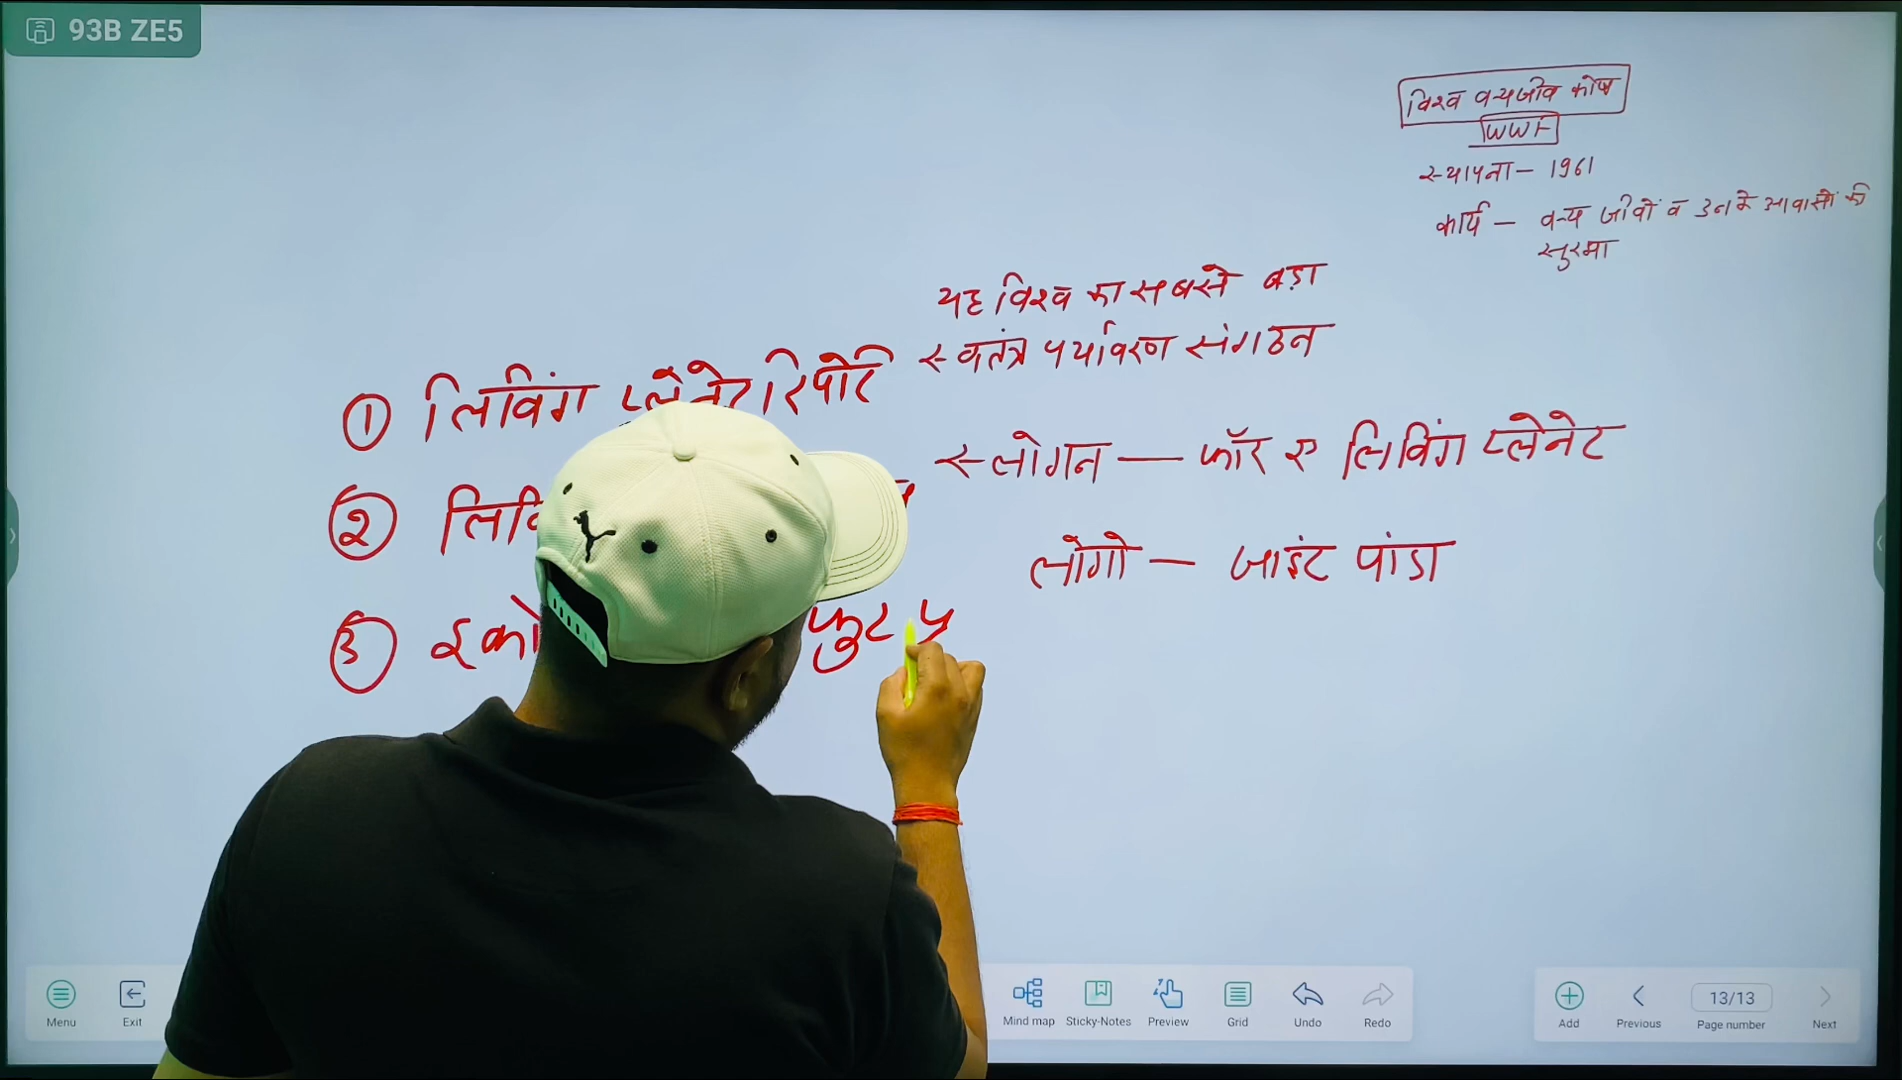 93B ZE5
विश्व वन्यजीव कोष
WWF
स्थापना - 1961
कार्य - वन्य जीवों व उनके आवासों की
सुरक्षा
यह विश्व का सबसे बड़ा
स्वतंत्र पर्यावरण संगठन
① लिविंग प्लेनेट रिपोर्ट
स्लोगन - फॉर ए लिविंग प्लेनेट
② लिवि
लोगो - जाइंट पांडा
③ इको फुट प्र
Menu
Exit
Mind map
Sticky-Notes
Preview
Grid
Undo
Redo
Add
Previous
13/13
Page number
Next